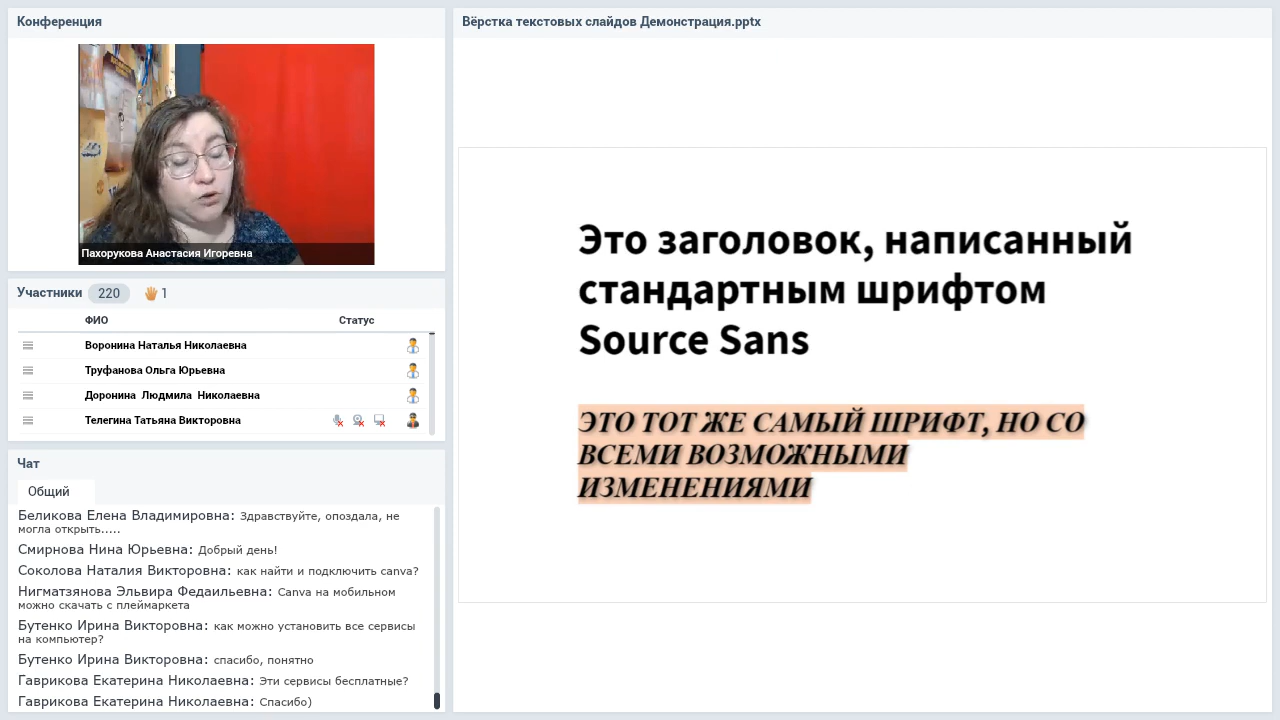 Конференция
Пахорукова Анастасия Игоревна
Участники 220 1
ФИО Статус
Воронина Наталья Николаевна
Труфанова Ольга Юрьевна
Доронина Людмила Николаевна
Телегина Татьяна Викторовна
Чат
Общий
Беликова Елена Владимировна: Здравствуйте, опоздала, не
могла открыть.....
Смирнова Нина Юрьевна: Добрый день!
Соколова Наталия Викторовна: как найти и подключить canva?
Нигматзянова Эльвира Федаильевна: Canva на мобильном
можно скачать с плеймаркета
Бутенко Ирина Викторовна: как можно установить все сервисы
на компьютер?
Бутенко Ирина Викторовна: спасибо, понятно
Гаврикова Екатерина Николаевна: Эти сервисы бесплатные?
Гаврикова Екатерина Николаевна: Спасибо)
Вёрстка текстовых слайдов Демонстрация.pptx
Это заголовок, написанный
стандартным шрифтом
Source Sans
ЭТО ТОТ ЖЕ САМЫЙ ШРИФТ, НО СО
ВСЕМИ ВОЗМОЖНЫМИ
ИЗМЕНЕНИЯМИ